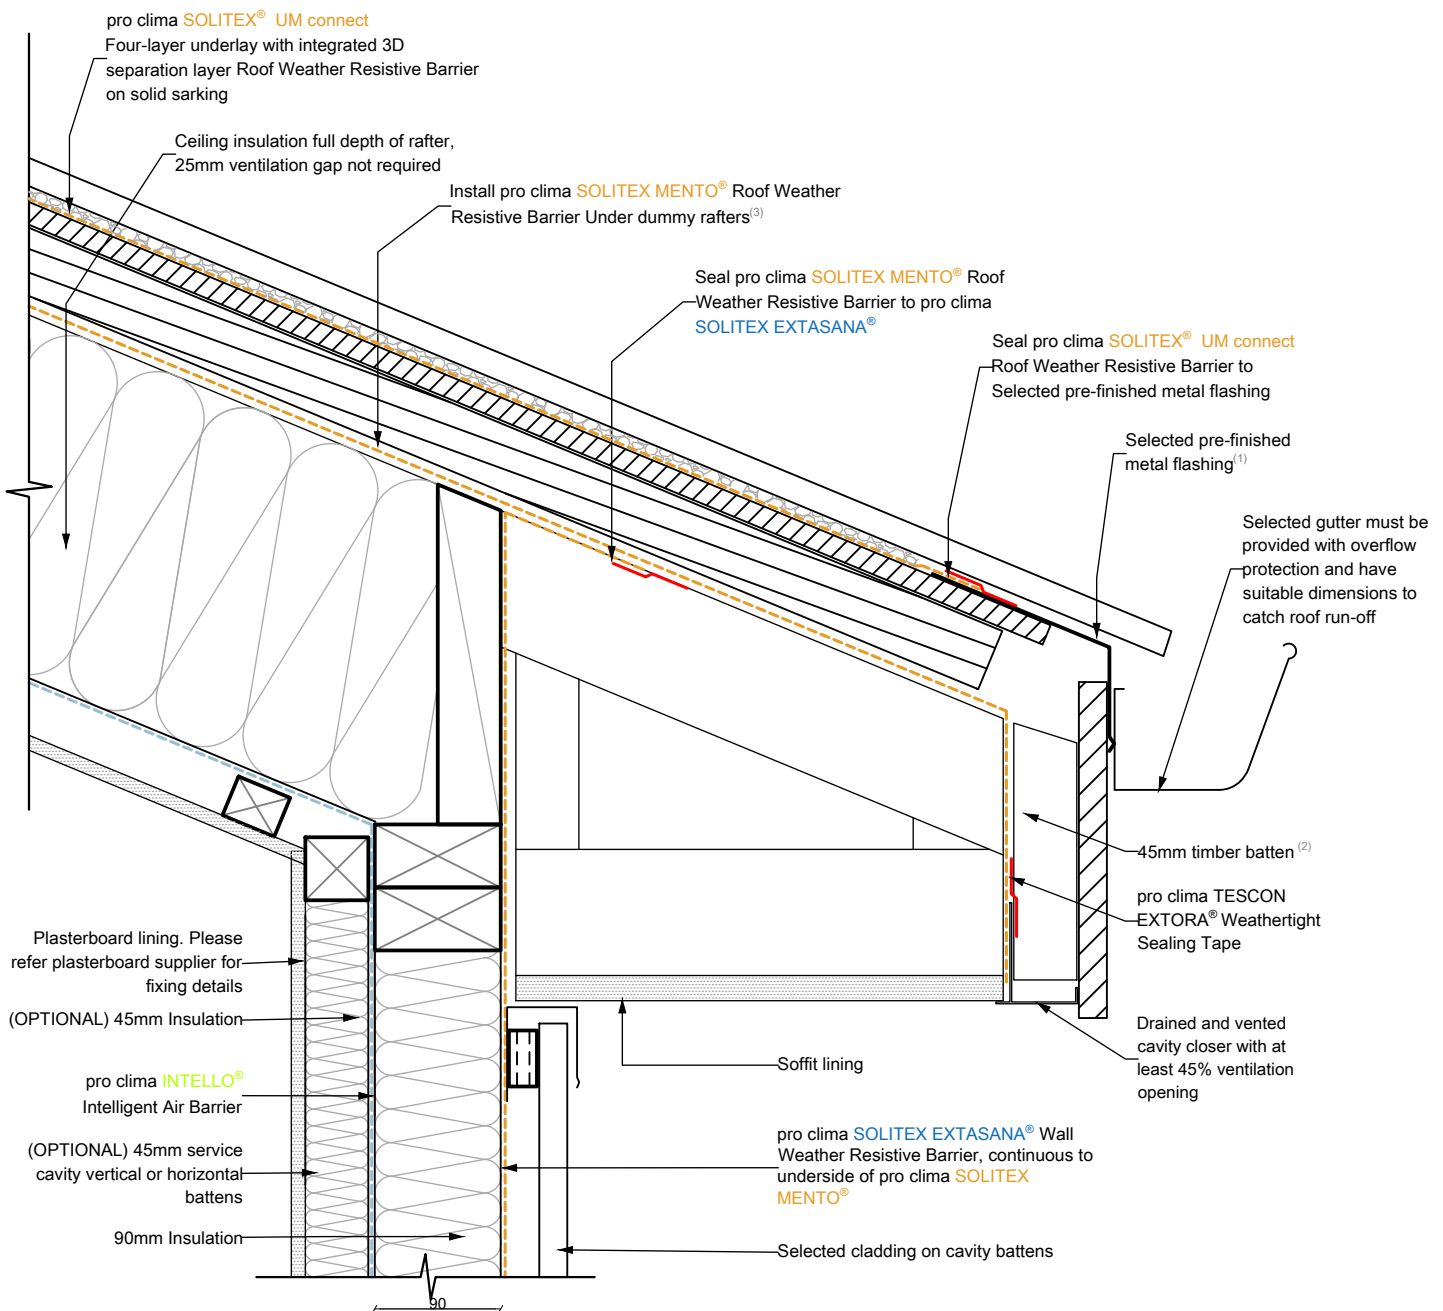 pro clima SOLITEX® UM connect
Four-layer underlay with integrated 3D
separation layer Roof Weather Resistive Barrier
on solid sarking
Ceiling insulation full depth of rafter,
25mm ventilation gap not required
Install pro clima SOLITEX MENTO® Roof Weather
Resistive Barrier Under dummy rafters(3)
Seal pro clima SOLITEX MENTO® Roof
Weather Resistive Barrier to pro clima
SOLITEX EXTASANA®
Seal pro clima SOLITEX® UM connect
Roof Weather Resistive Barrier to
Selected pre-finished metal flashing
Selected pre-finished
metal flashing(1)
Selected gutter must be
provided with overflow
protection and have
suitable dimensions to
catch roof run-off
45mm timber batten (2)
pro clima TESCON
EXTORA® Weathertight
Sealing Tape
Drained and vented
cavity closer with at
least 45% ventilation
opening
Plasterboard lining. Please
refer plasterboard supplier for
fixing details
(OPTIONAL) 45mm Insulation
pro clima INTELLO®
Intelligent Air Barrier
(OPTIONAL) 45mm service
cavity vertical or horizontal
battens
90mm Insulation
Soffit lining
pro clima SOLITEX EXTASANA® Wall
Weather Resistive Barrier, continuous to
underside of pro clima SOLITEX
MENTO®
Selected cladding on cavity battens
90